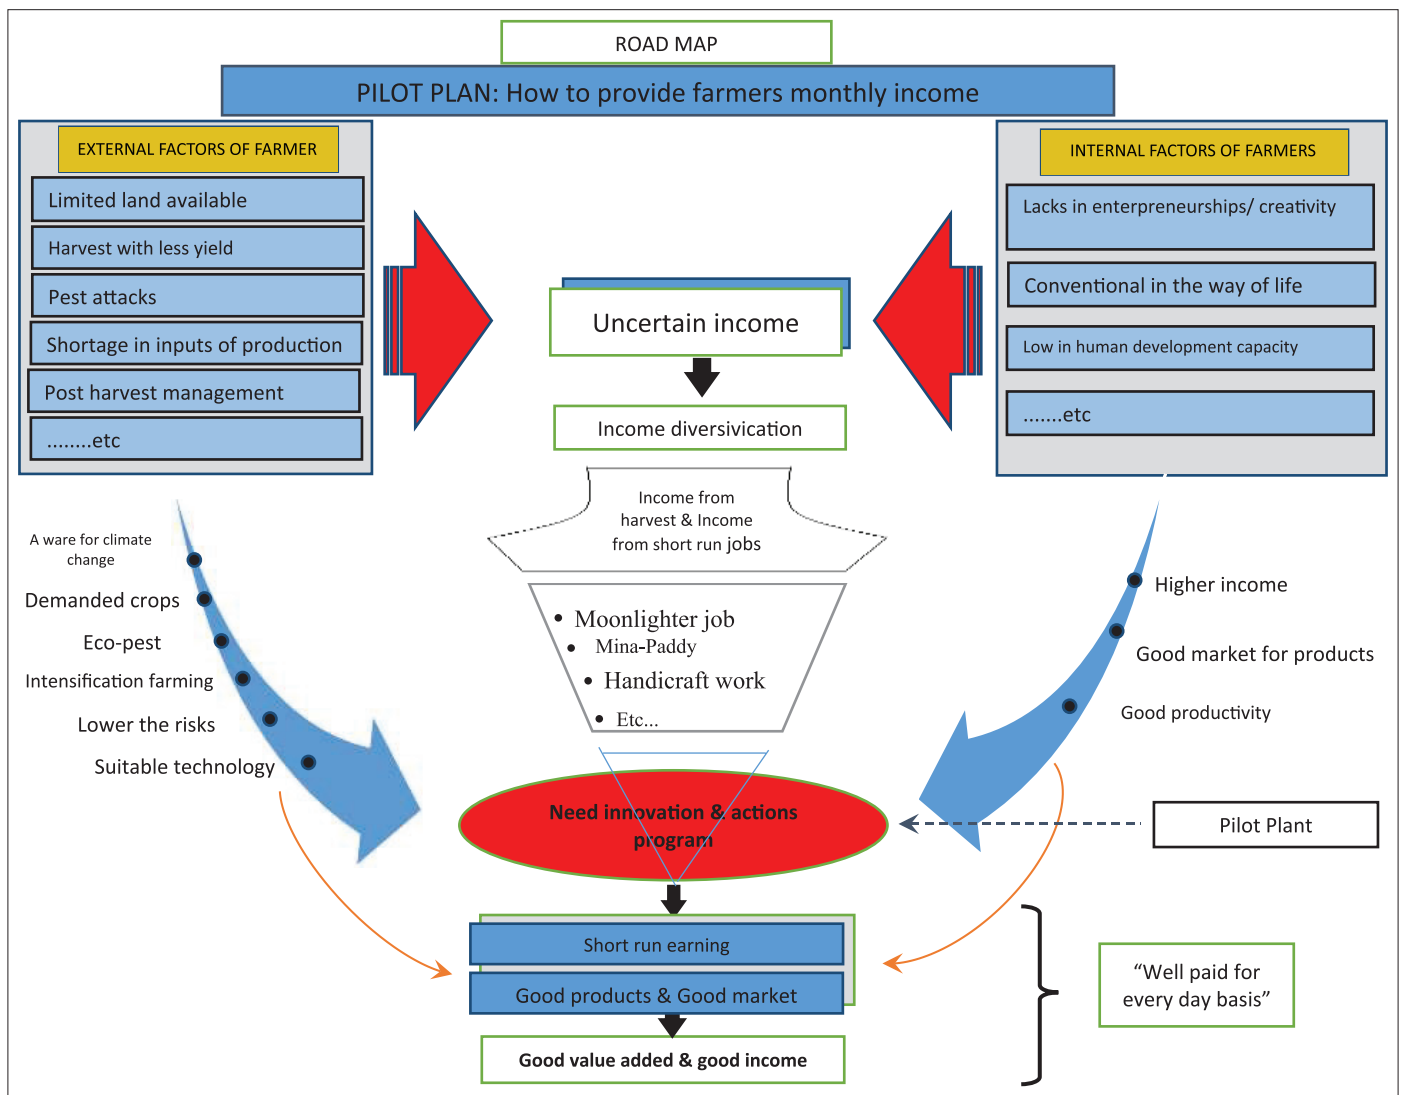 ROAD MAP
PILOT PLAN: How to provide farmers monthly income
EXTERNAL FACTORS OF FARMER
Limited land available
Harvest with less yield
Pest attacks
Shortage in inputs of production
Post harvest management
........etc
INTERNAL FACTORS OF FARMERS
Lacks in enterpreneurships/ creativity
Conventional in the way of life
Low in human development capacity
.......etc
Uncertain income
Income diversivication
Income from
harvest & Income
from short run jobs
• Moonlighter job
• Mina-Paddy
• Handicraft work
• Etc...
A ware for climate
change
Demanded crops
Eco-pest
Intensification farming
Lower the risks
Suitable technology
Higher income
Good market for products
Good productivity
Need innovation & actions
program
Pilot Plant
Short run earning
Good products & Good market
Good value added & good income
“Well paid for
every day basis”